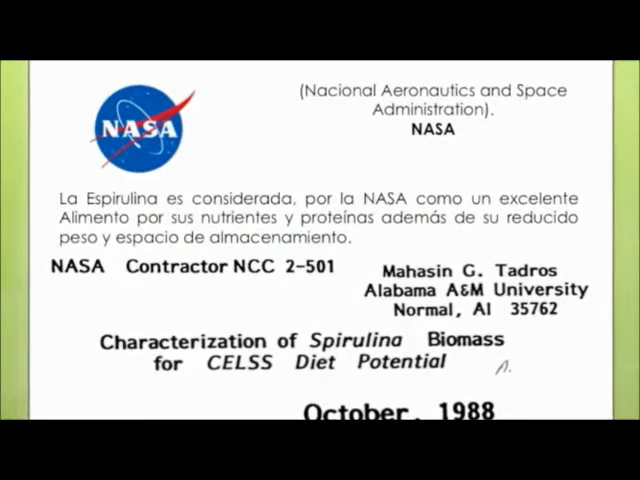 NASA
(Nacional Aeronautics and Space
Administration).
NASA
La Espirulina es considerada, por la NASA como un excelente
Alimento por sus nutrientes y proteínas además de su reducido
peso y espacio de almacenamiento.
NASA Contractor NCC 2-501
Mahasin G. Tadros
Alabama A&M University
Normal, Al 35762
Characterization of Spirulina Biomass
for CELSS Diet Potential
October, 1988